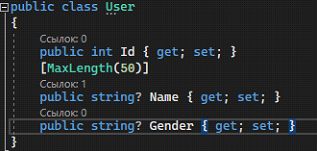 public class User
{
Ссылок: 0
public int Id { get; set; }
[MaxLength(50)]
Ссылок: 1
public string? Name { get; set; }
Ссылок: 0
public string? Gender { get; set; }
}